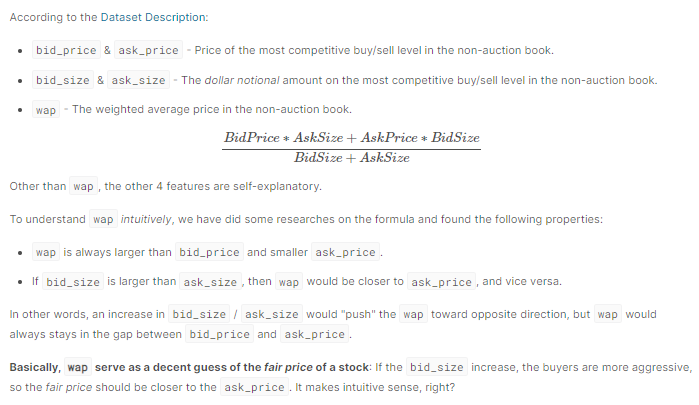 According to the Dataset Description:
• bid_price & ask_price - Price of the most competitive buy/sell level in the non-auction book.
• bid_size & ask_size - The dollar notional amount on the most competitive buy/sell level in the non-auction book.
• wap - The weighted average price in the non-auction book.
BidPrice * AskSize + AskPrice * BidSize
BidSize + AskSize
Other than wap , the other 4 features are self-explanatory.
To understand wap intuitively, we have did some researches on the formula and found the following properties:
• wap is always larger than bid_price and smaller ask_price .
• If bid_size is larger than ask_size , then wap would be closer to ask_price , and vice versa.
In other words, an increase in bid_size / ask_size would "push" the wap toward opposite direction, but wap would
always stays in the gap between bid_price and ask_price .
Basically, wap serve as a decent guess of the fair price of a stock: If the bid_size increase, the buyers are more aggressive,
so the fair price should be closer to the ask_price . It makes intuitive sense, right?